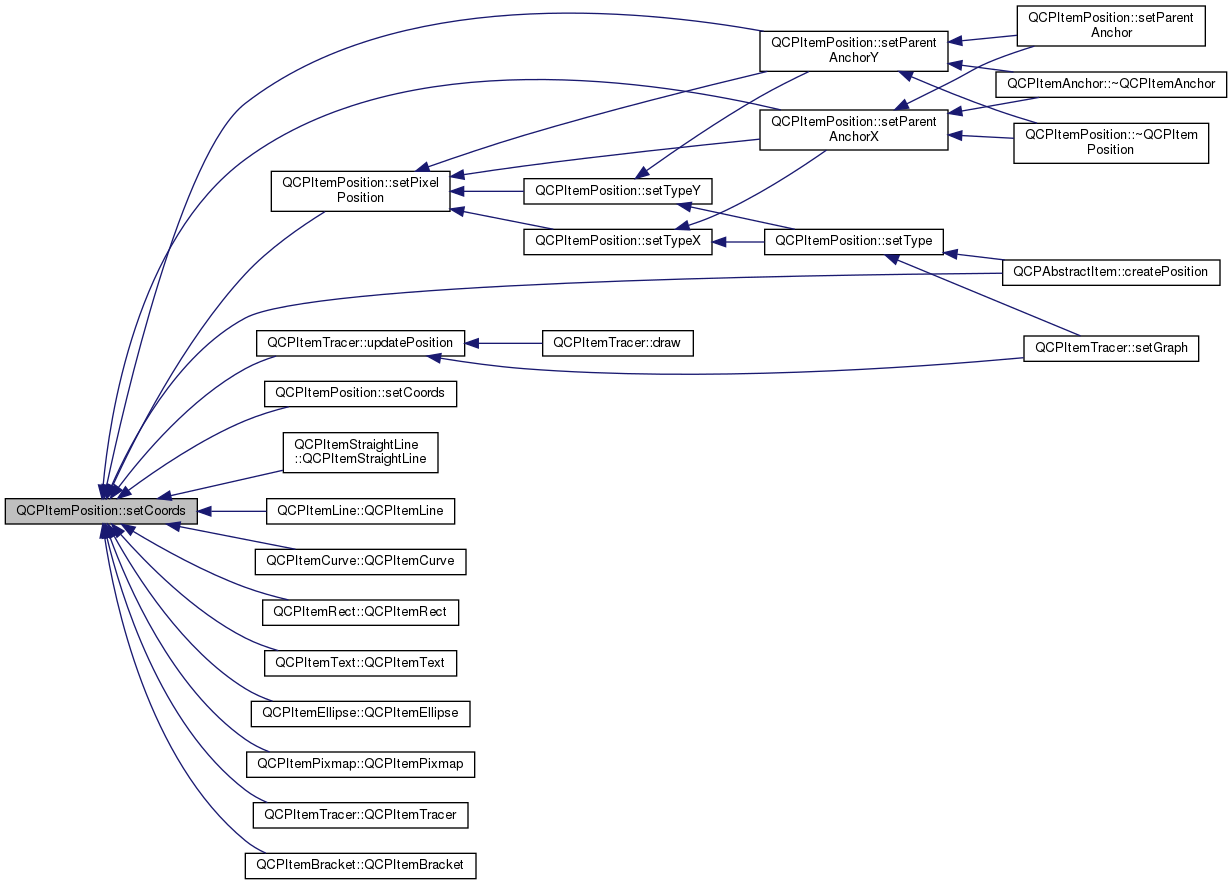 QCPItemPosition::setParent
Anchor
QCPItemPosition::setParent
AnchorY
QCPItemAnchor::~QCPItemAnchor
QCPItemPosition::setParent
AnchorX
QCPItemPosition::~QCPItem
Position
QCPItemPosition::setPixel
Position
QCPItemPosition::setTypeY
QCPItemPosition::setTypeX
QCPItemPosition::setType
QCPAbstractItem::createPosition
QCPItemTracer::updatePosition
QCPItemTracer::draw
QCPItemTracer::setGraph
QCPItemPosition::setCoords
QCPItemStraightLine
::QCPItemStraightLine
QCPItemPosition::setCoords
QCPItemLine::QCPItemLine
QCPItemCurve::QCPItemCurve
QCPItemRect::QCPItemRect
QCPItemText::QCPItemText
QCPItemEllipse::QCPItemEllipse
QCPItemPixmap::QCPItemPixmap
QCPItemTracer::QCPItemTracer
QCPItemBracket::QCPItemBracket